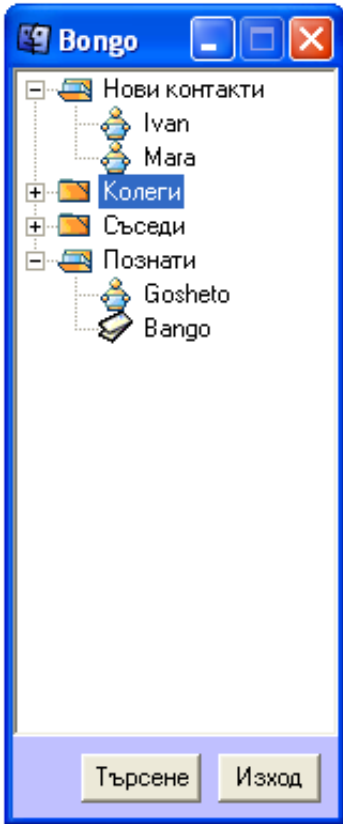 Bongo
Нови контакти
Ivan
Mara
Колеги
Съседи
Познати
Gosheto
Bango
Търсене Изход